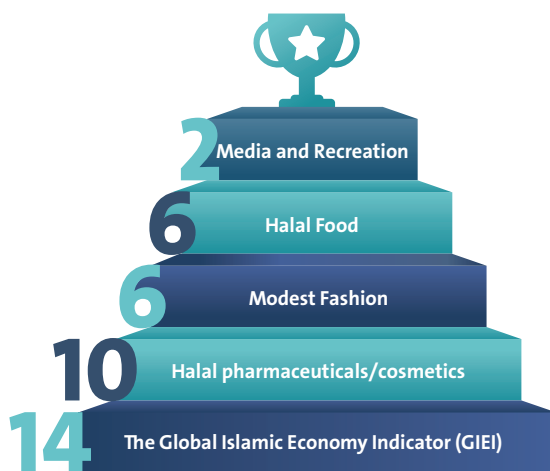 2 Media and Recreation
6 Halal Food
6 Modest Fashion
10 Halal pharmaceuticals/cosmetics
14 The Global Islamic Economy Indicator (GIEI)